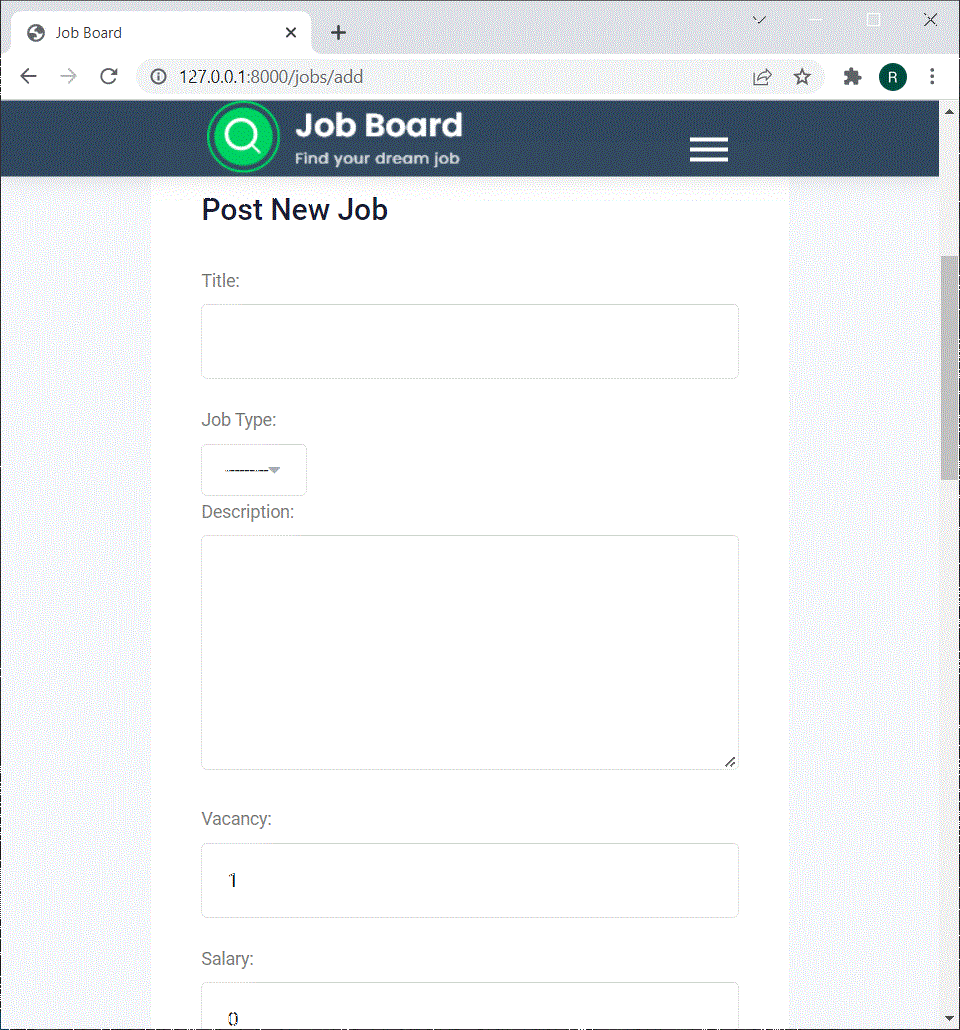 Job Board
127.0.0.1:8000/jobs/add
R
Job Board
Find your dream job
Post New Job
Title:
Job Type:
---------
Description:
Vacancy:
1
Salary:
0